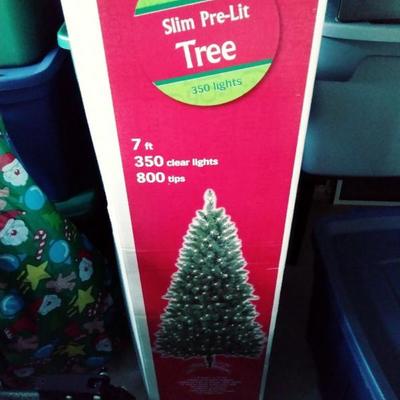 Slim Pre-Lit
Tree
350 lights
7 ft
350 clear lights
800 tips